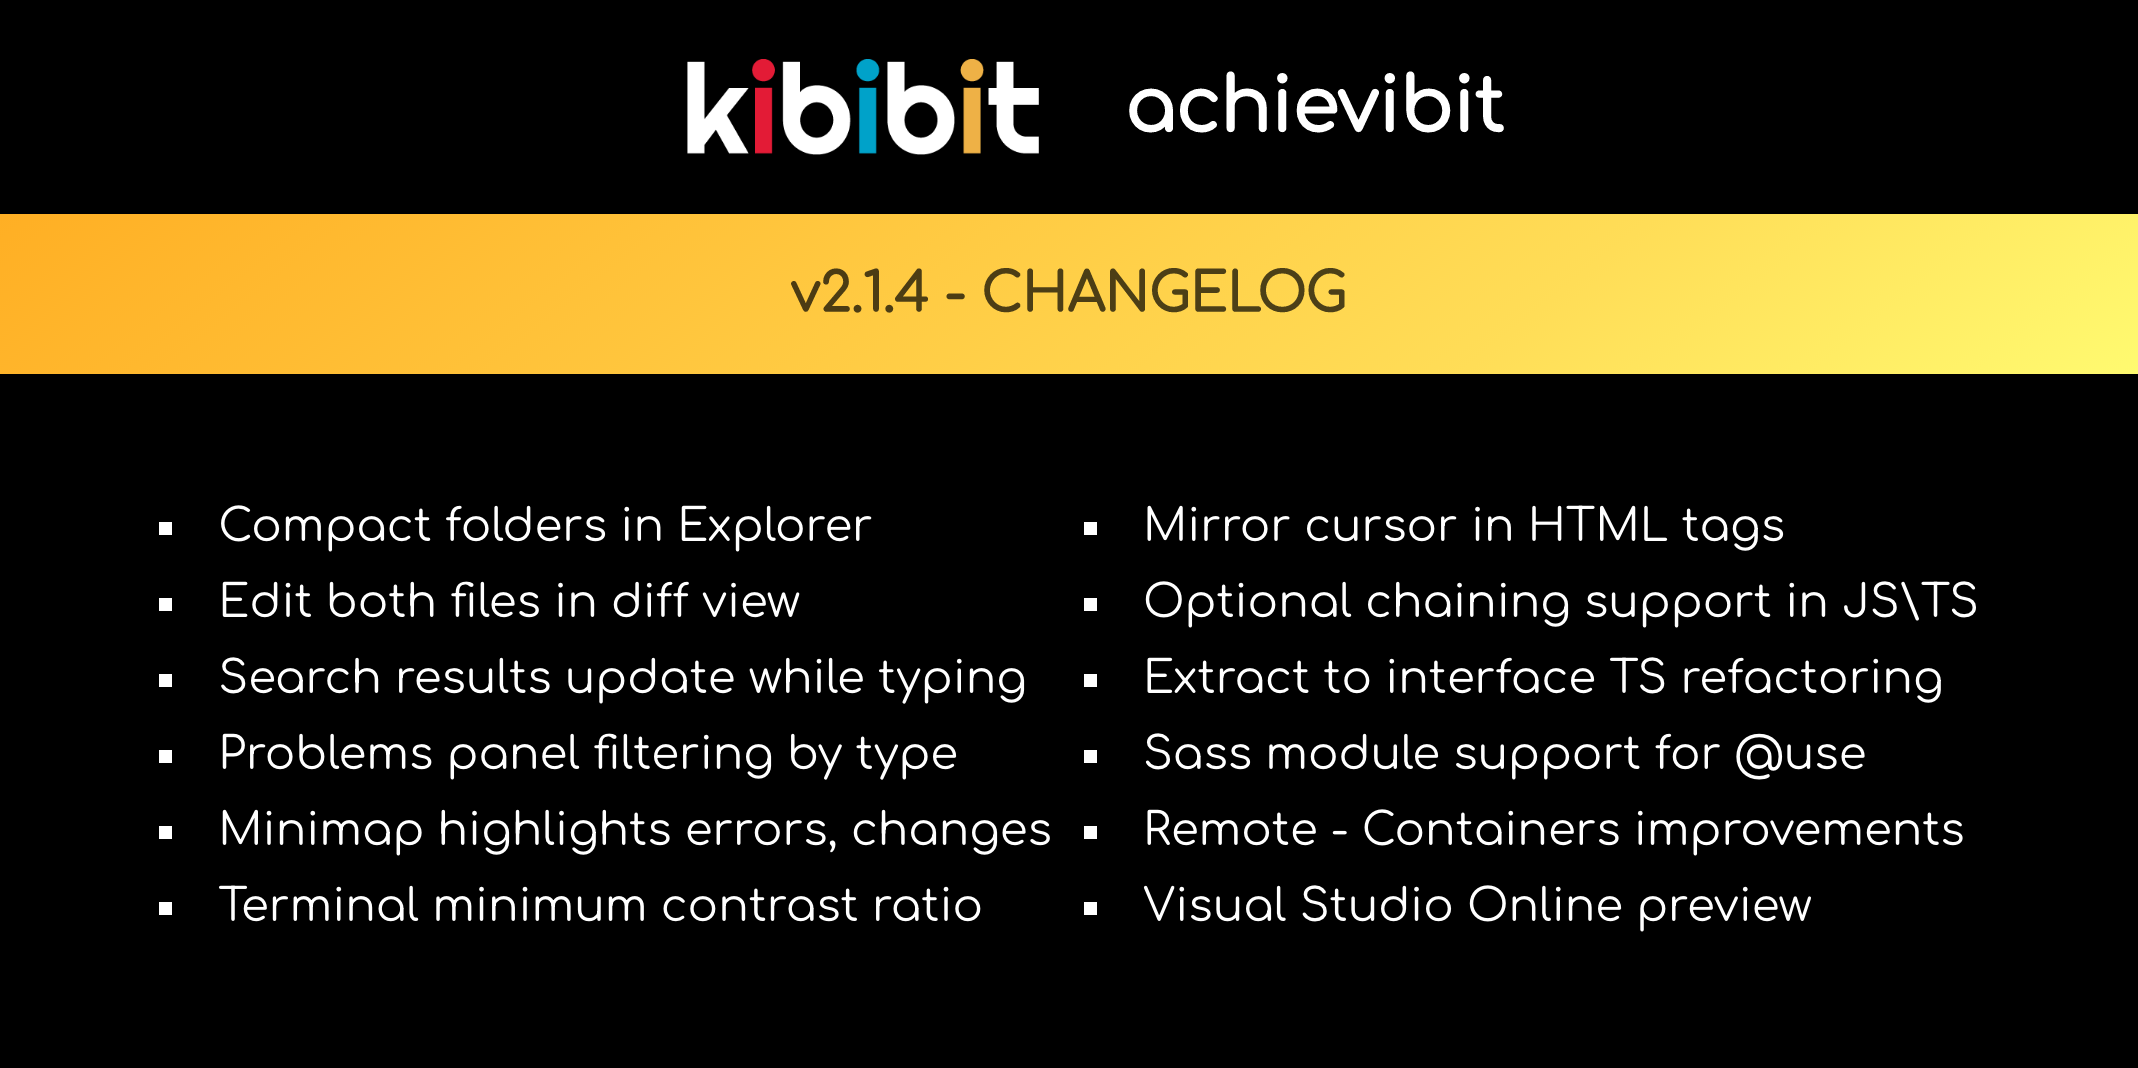 kibibit achievibit
v2.1.4 - CHANGELOG
Compact folders in Explorer
Edit both files in diff view
Search results update while typing
Problems panel filtering by type
Minimap highlights errors, changes
Terminal minimum contrast ratio
Mirror cursor in HTML tags
Optional chaining support in JS\TS
Extract to interface TS refactoring
Sass module support for @use
Remote - Containers improvements
Visual Studio Online preview